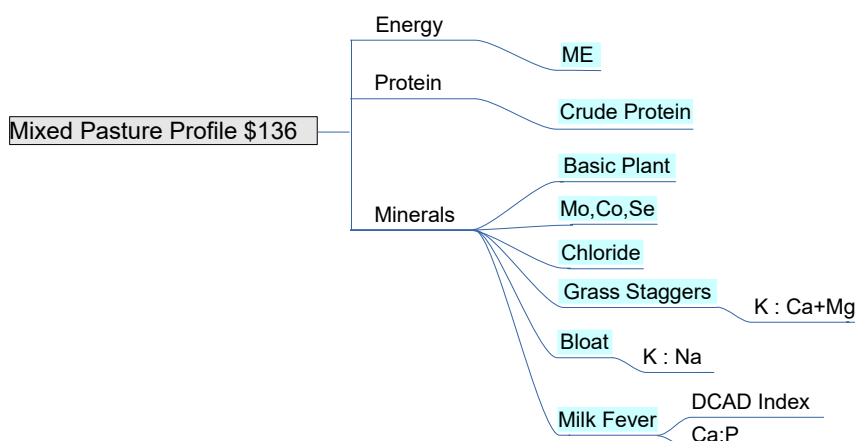 Mixed Pasture Profile $136
Energy
ME
Protein
Crude Protein
Minerals
Basic Plant
Mo,Co,Se
Chloride
Grass Staggers
K : Ca+Mg
Bloat
K : Na
Milk Fever
DCAD Index
Ca:P